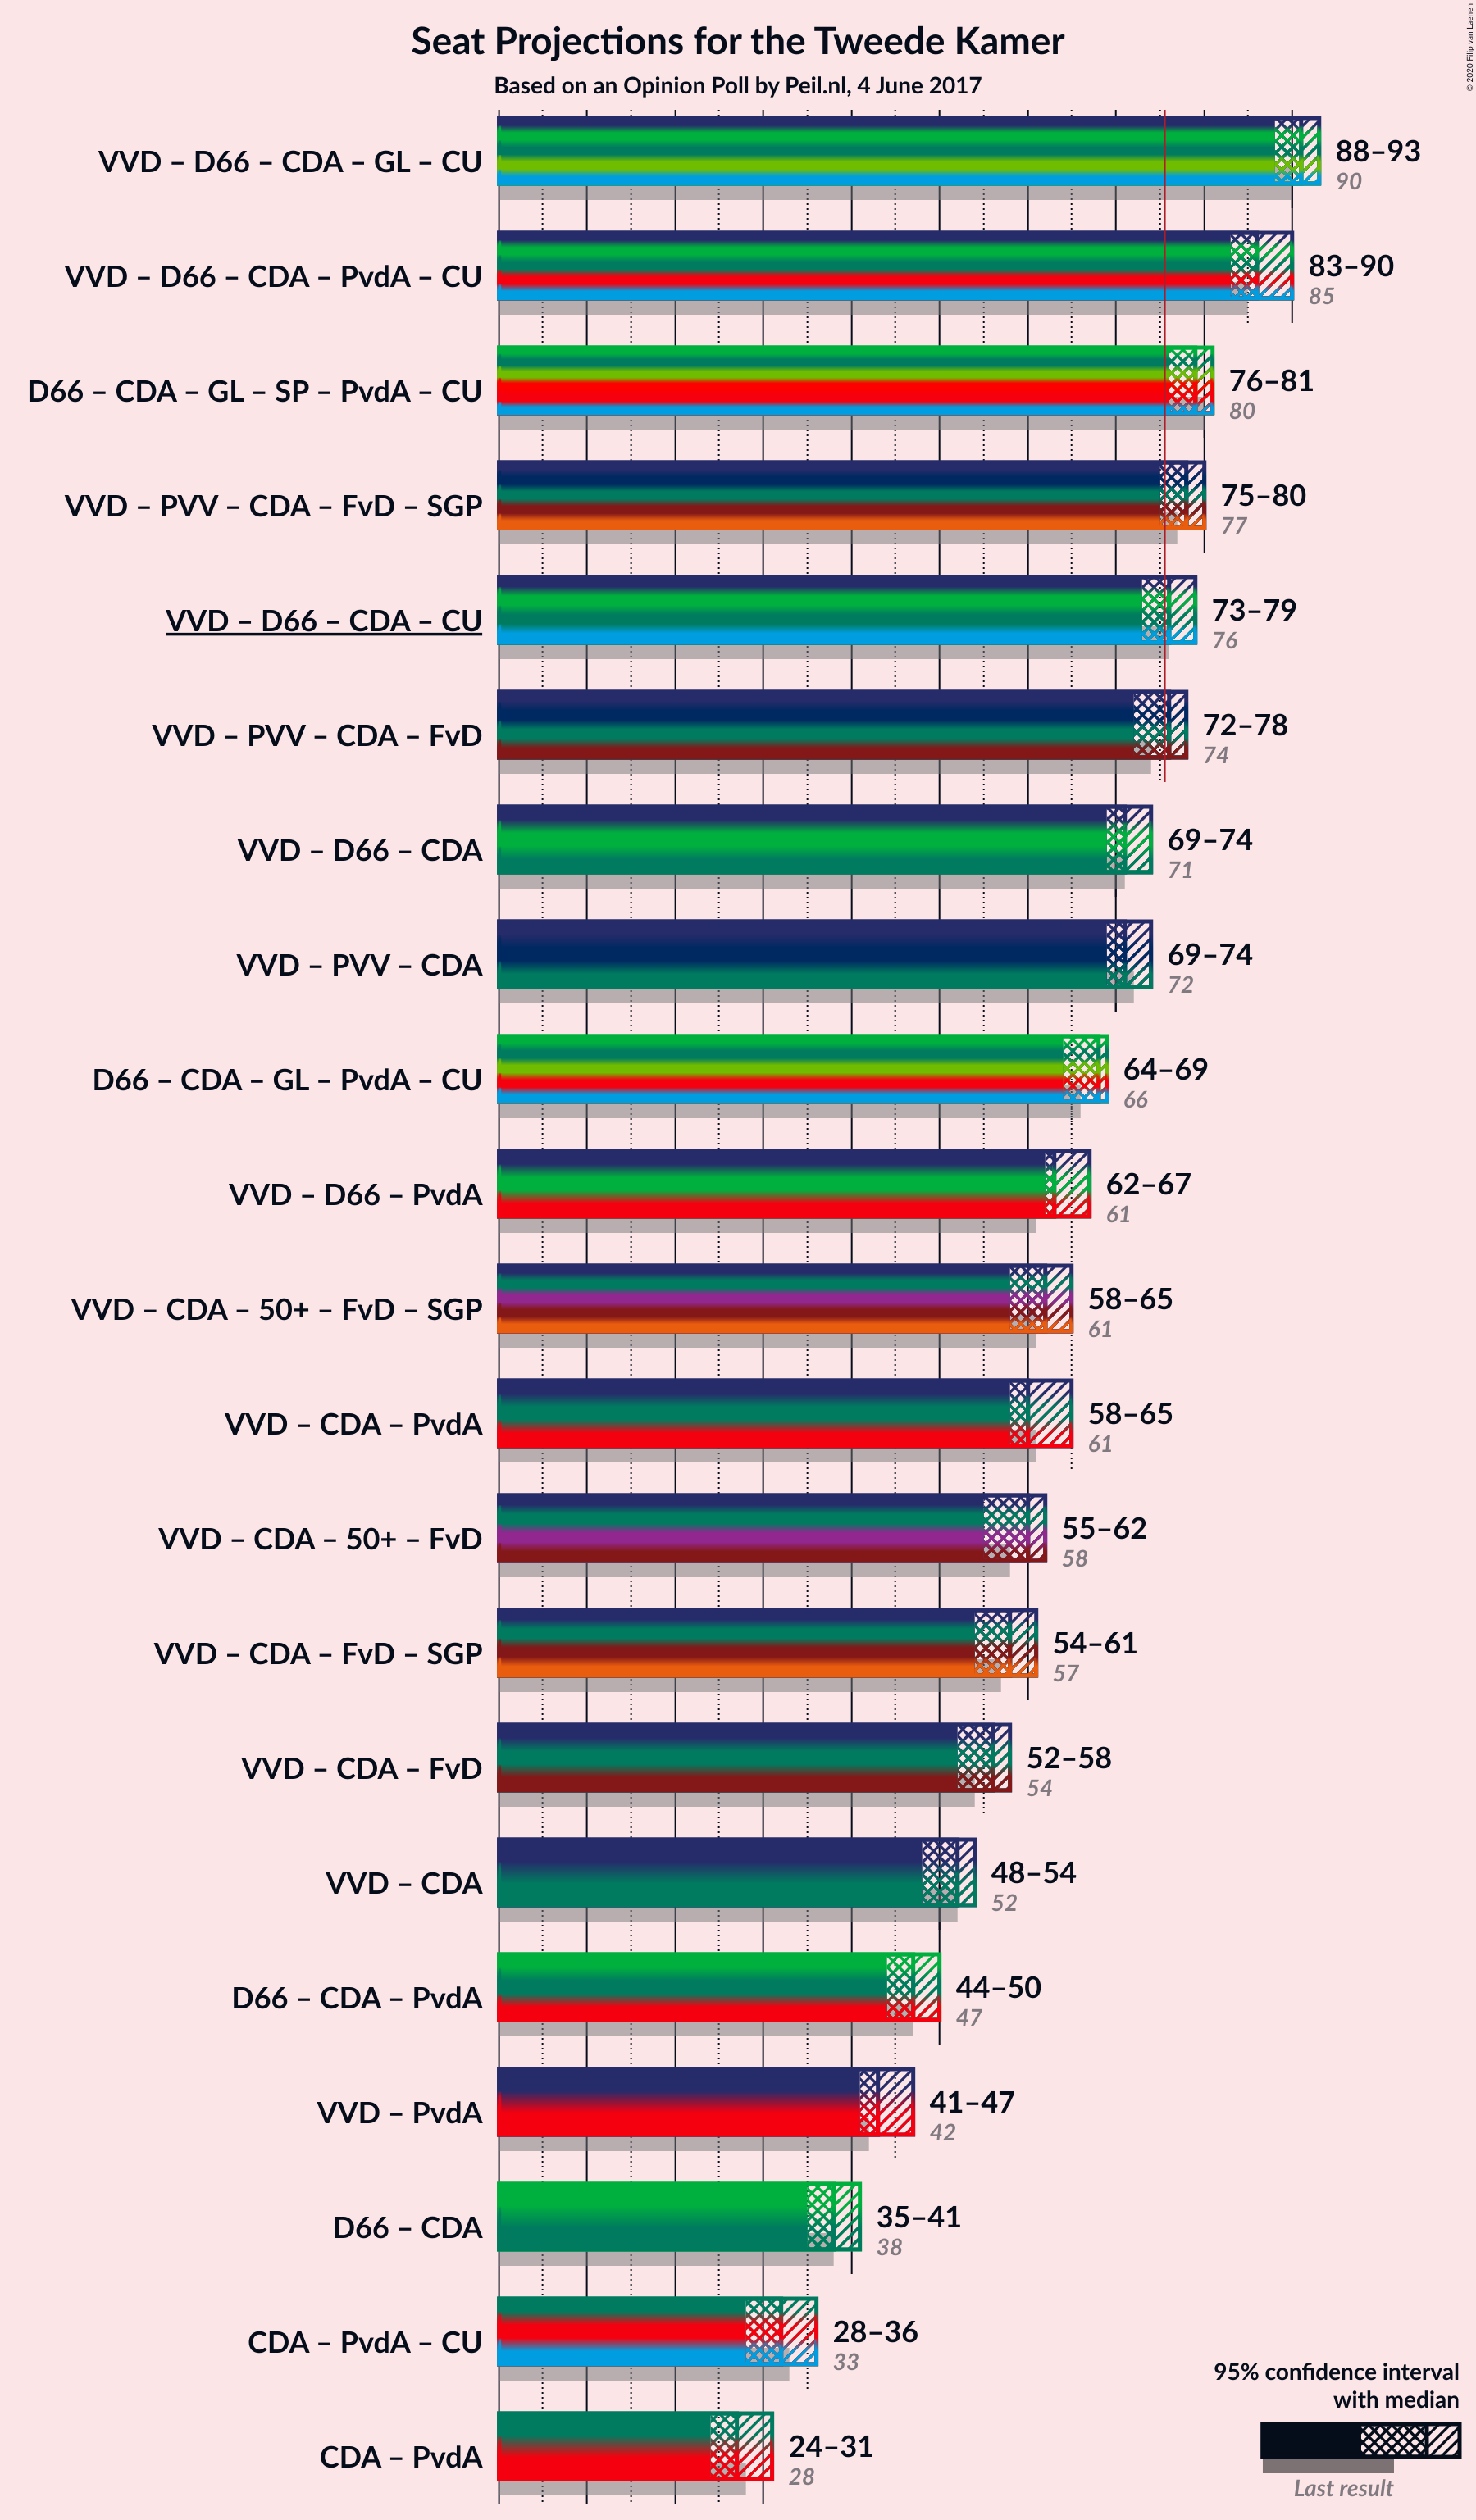 Seat Projections for the Tweede Kamer
Based on an Opinion Poll by Peil.nl, 4 June 2017
© 2020 Filip van Laenen
VVD – D66 – CDA – GL – CU
88–93
90
VVD – D66 – CDA – PvdA – CU
83–90
85
D66 – CDA – GL – SP – PvdA – CU
76–81
80
VVD – PVV – CDA – FvD – SGP
75–80
77
VVD – D66 – CDA – CU
73–79
76
VVD – PVV – CDA – FvD
72–78
74
VVD – D66 – CDA
69–74
71
VVD – PVV – CDA
69–74
72
D66 – CDA – GL – PvdA – CU
64–69
66
VVD – D66 – PvdA
62–67
61
VVD – CDA – 50+ – FvD – SGP
58–65
61
VVD – CDA – PvdA
58–65
61
VVD – CDA – 50+ – FvD
55–62
58
VVD – CDA – FvD – SGP
54–61
57
VVD – CDA – FvD
52–58
54
VVD – CDA
48–54
52
D66 – CDA – PvdA
44–50
47
VVD – PvdA
41–47
42
D66 – CDA
35–41
38
CDA – PvdA – CU
28–36
33
CDA – PvdA
24–31
28
95% confidence interval
with median
Last result